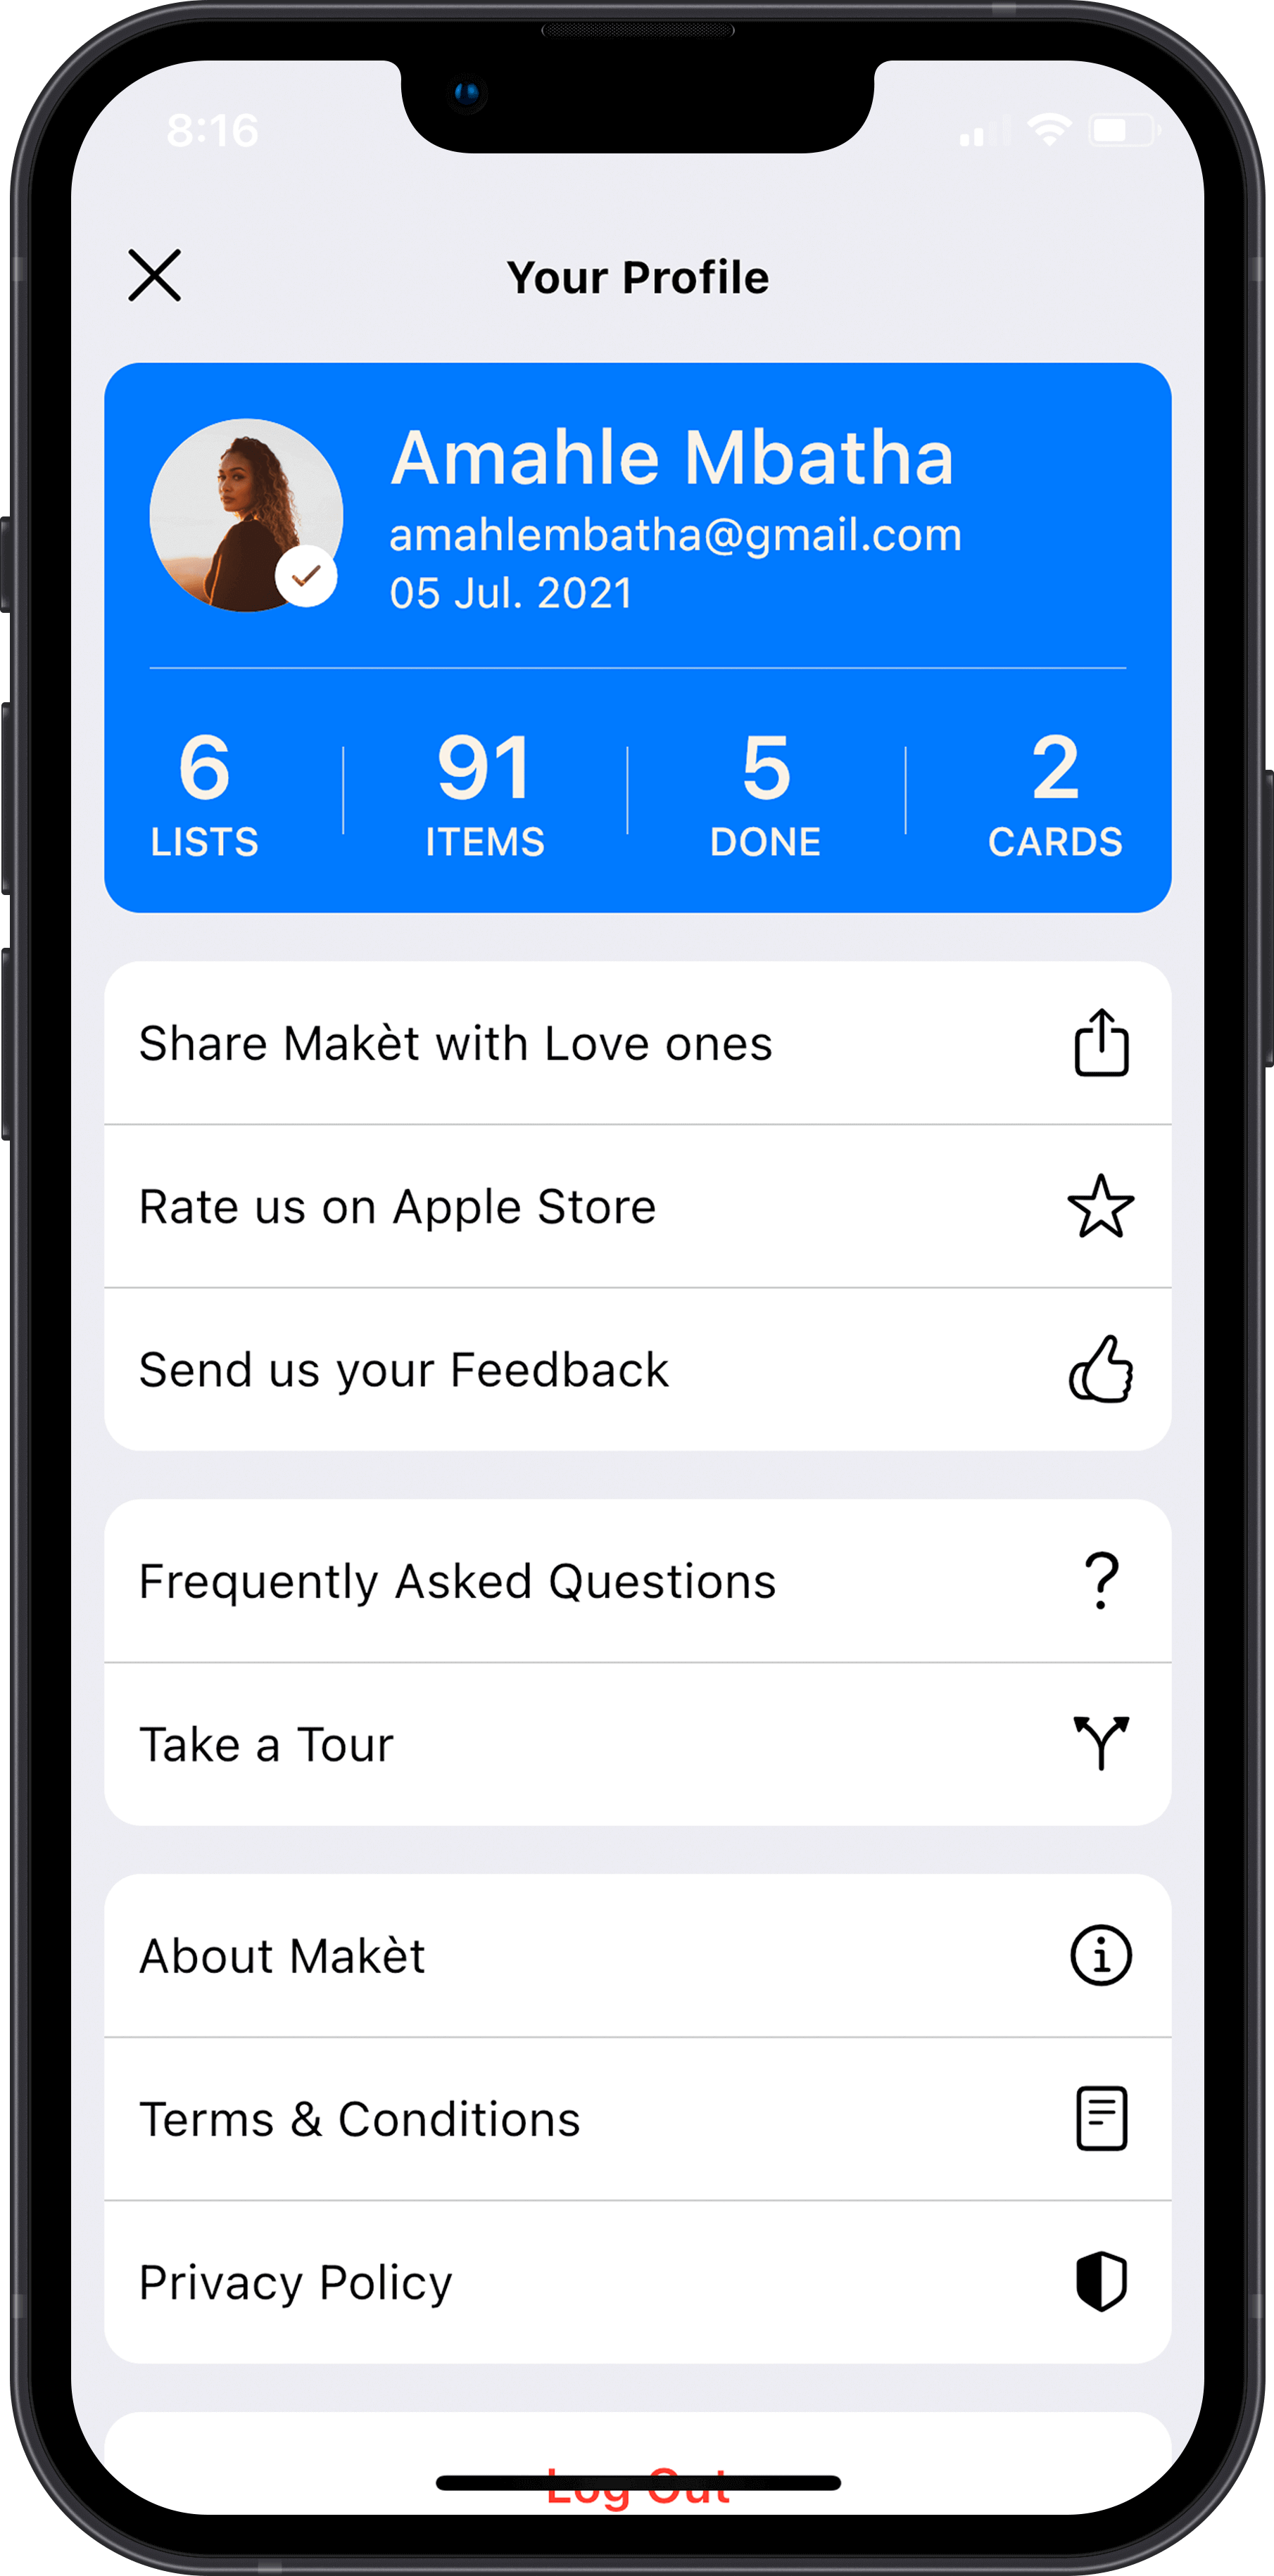 8:16
Your Profile
Amahle Mbatha
amahlembatha@gmail.com
05 Jul. 2021
6 91 5 2
LISTS ITEMS DONE CARDS
Share Makèt with Love ones
Rate us on Apple Store
Send us your Feedback
Frequently Asked Questions
?
Take a Tour
About Makèt
Terms & Conditions
Privacy Policy
Log Out